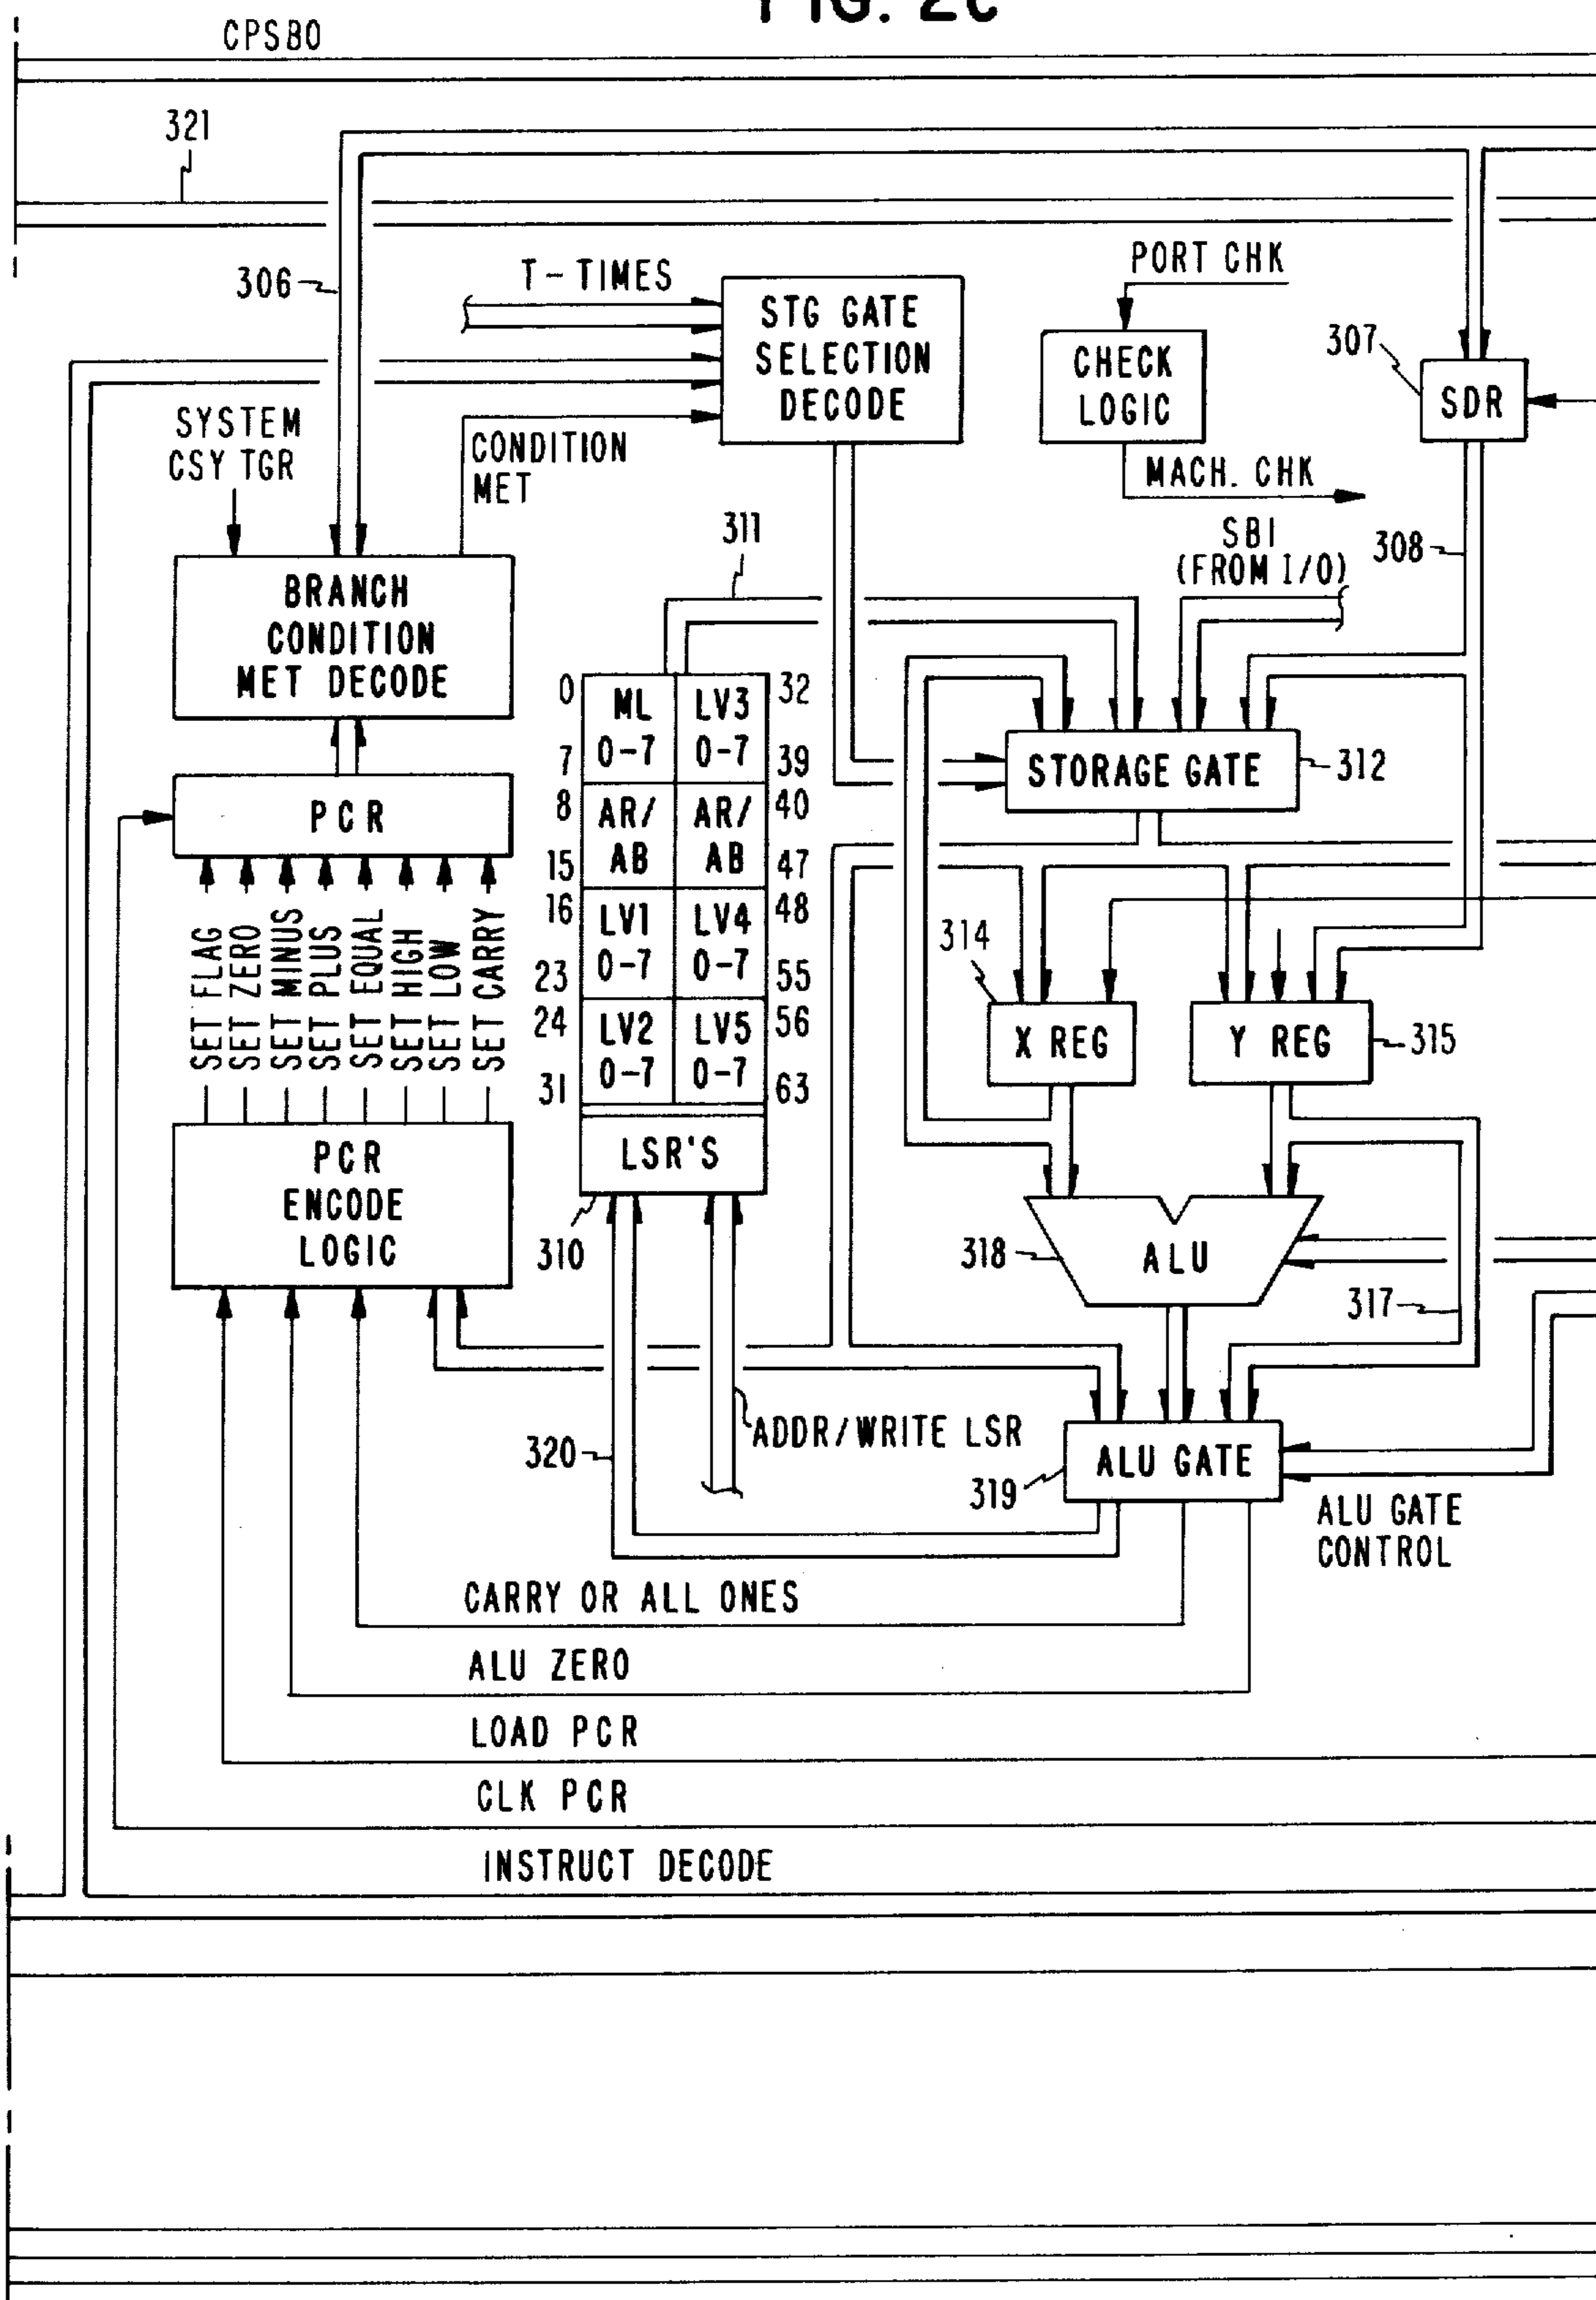 FIG. 2c
CPSBO
321
306
T-TIMES
STG GATE
SELECTION
DECODE
PORT CHK
CHECK
LOGIC
MACH. CHK
307
SDR
SYSTEM
CSY TGR
CONDITION
MET
311
SBI
(FROM I/O)
308
BRANCH
CONDITION
MET DECODE
PCR
SET FLAG
SET ZERO
SET MINUS
SET PLUS
SET EQUAL
SET HIGH
SET LOW
SET CARRY
PCR
ENCODE
LOGIC
0 ML LV3 32
7 0-7 0-7 39
8 AR/ AR/ 40
15 AB AB 47
16 LV1 LV4 48
23 0-7 0-7 55
24 LV2 LV5 56
31 0-7 0-7 63
LSR'S
310
STORAGE GATE
312
314
X REG
Y REG
315
318
ALU
317
320
ADDR/WRITE LSR
ALU GATE
319
ALU GATE
CONTROL
CARRY OR ALL ONES
ALU ZERO
LOAD PCR
CLK PCR
INSTRUCT DECODE